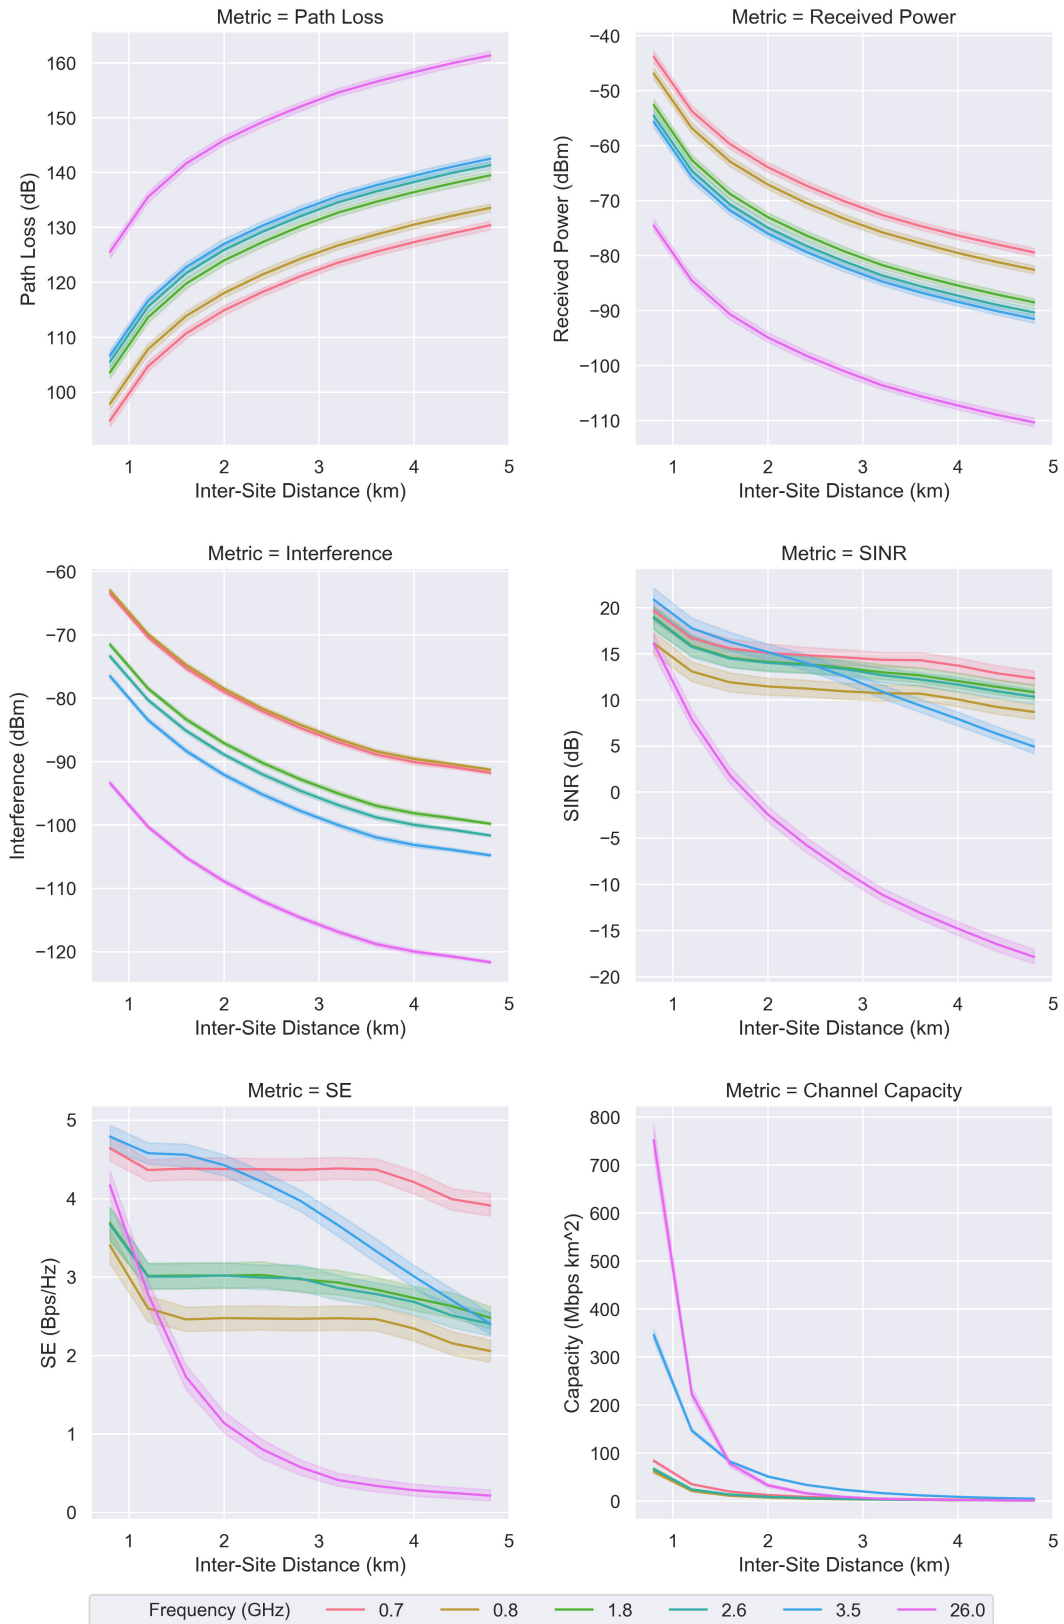 Metric = Path Loss
Path Loss (dB)
160
150
140
130
120
110
100
1 2 3 4 5
Inter-Site Distance (km)
Metric = Received Power
Received Power (dBm)
−40
−50
−60
−70
−80
−90
−100
−110
1 2 3 4 5
Inter-Site Distance (km)
Metric = Interference
Interference (dBm)
−60
−70
−80
−90
−100
−110
−120
1 2 3 4 5
Inter-Site Distance (km)
Metric = SINR
SINR (dB)
20
15
10
5
0
−5
−10
−15
−20
1 2 3 4 5
Inter-Site Distance (km)
Metric = SE
SE (Bps/Hz)
5
4
3
2
1
0
1 2 3 4 5
Inter-Site Distance (km)
Metric = Channel Capacity
Capacity (Mbps km^2)
800
700
600
500
400
300
200
100
0
1 2 3 4 5
Inter-Site Distance (km)
Frequency (GHz) 0.7 0.8 1.8 2.6 3.5 26.0